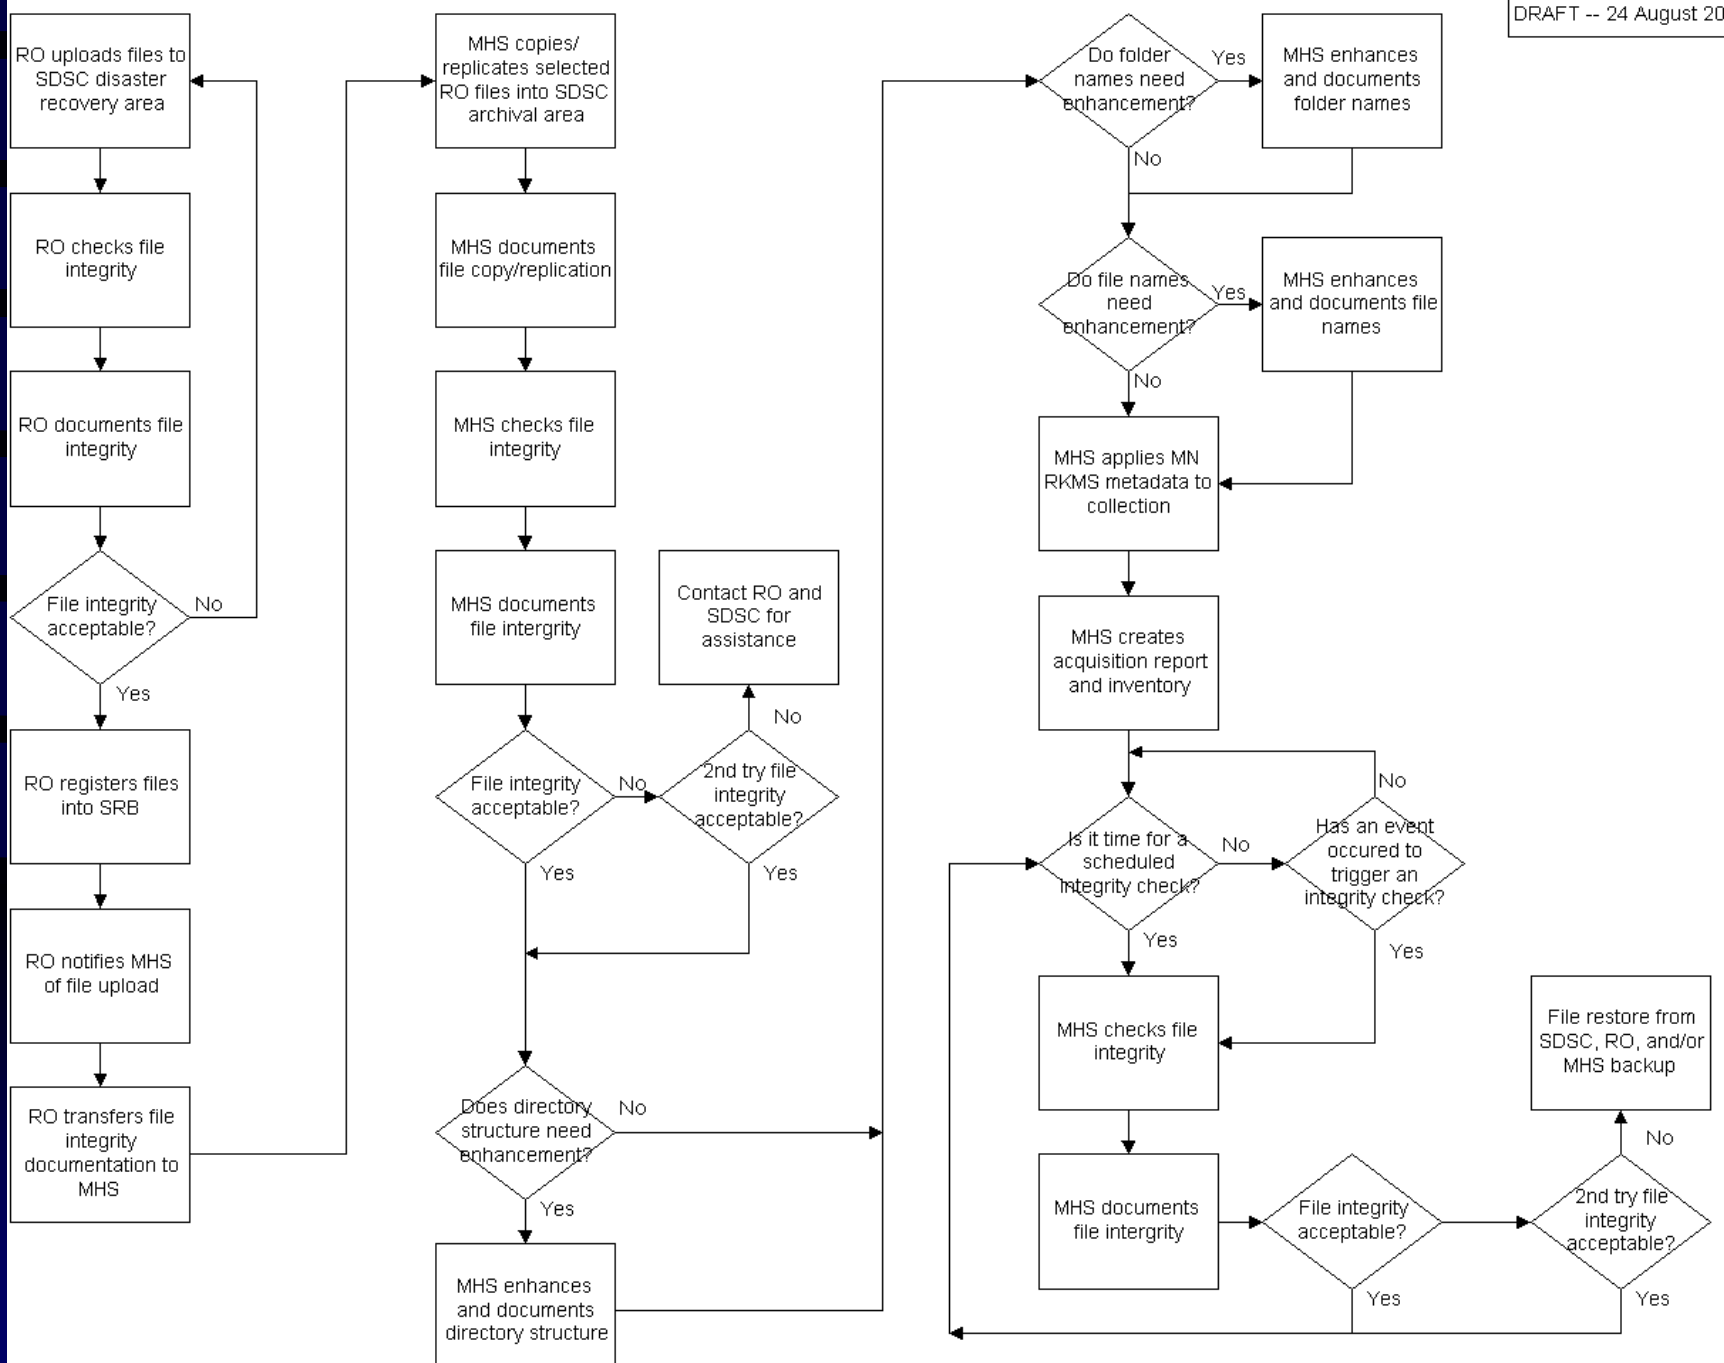 DRAFT -- 24 August 20
RO uploads files to
SDSC disaster
recovery area
RO checks file
integrity
RO documents file
integrity
File integrity
acceptable?
No
Yes
RO registers files
into SRB
RO notifies MHS
of file upload
RO transfers file
integrity
documentation to
MHS
MHS copies/
replicates selected
RO files into SDSC
archival area
MHS documents
file copy/replication
MHS checks file
integrity
MHS documents
file intergrity
Contact RO and
SDSC for
assistance
No
File integrity
acceptable?
No
2nd try file
integrity
acceptable?
Yes
Yes
Does directory
structure need
enhancement?
No
Yes
MHS enhances
and documents
directory structure
Do folder
names need
enhancement?
Yes
MHS enhances
and documents
folder names
No
Do file names
need
enhancement?
Yes
MHS enhances
and documents file
names
No
MHS applies MN
RKMS metadata to
collection
MHS creates
acquisition report
and inventory
No
Is it time for a
scheduled
integrity check?
No
Has an event
occured to
trigger an
integrity check?
Yes
Yes
MHS checks file
integrity
File restore from
SDSC, RO, and/or
MHS backup
No
MHS documents
file intergrity
File integrity
acceptable?
2nd try file
integrity
acceptable?
Yes
Yes